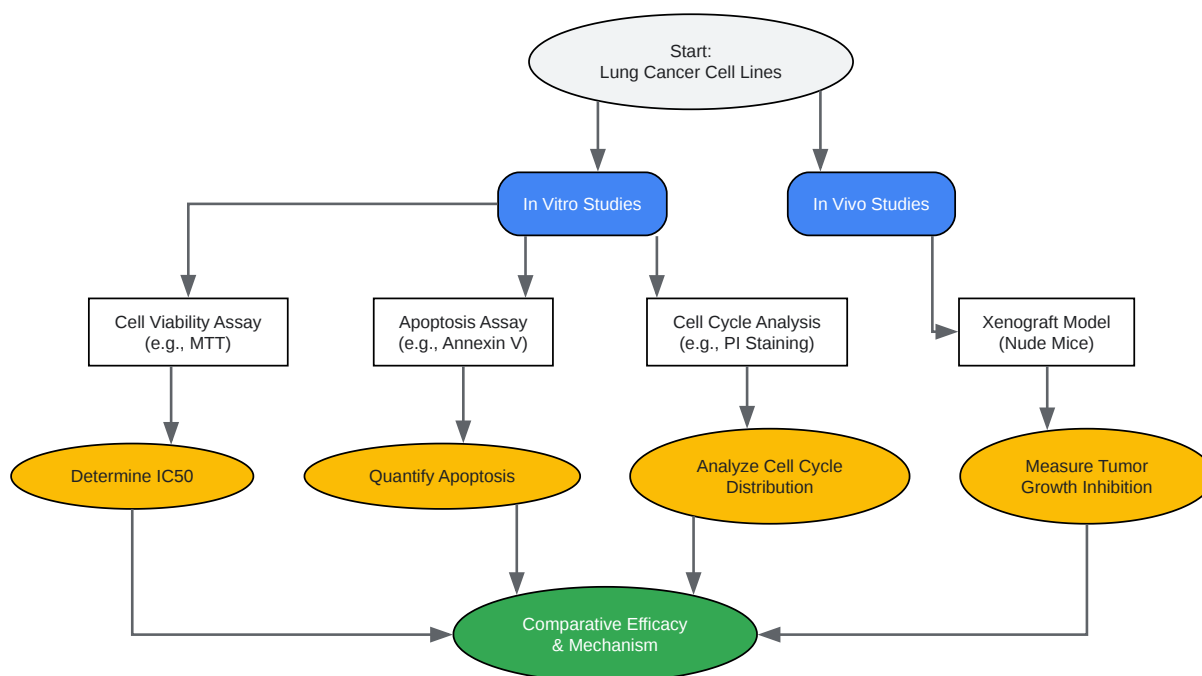 Start:
Lung Cancer Cell Lines
In Vitro Studies
In Vivo Studies
Cell Viability Assay
(e.g., MTT)
Apoptosis Assay
(e.g., Annexin V)
Cell Cycle Analysis
(e.g., PI Staining)
Xenograft Model
(Nude Mice)
Determine IC50
Quantify Apoptosis
Analyze Cell Cycle
Distribution
Measure Tumor
Growth Inhibition
Comparative Efficacy
& Mechanism